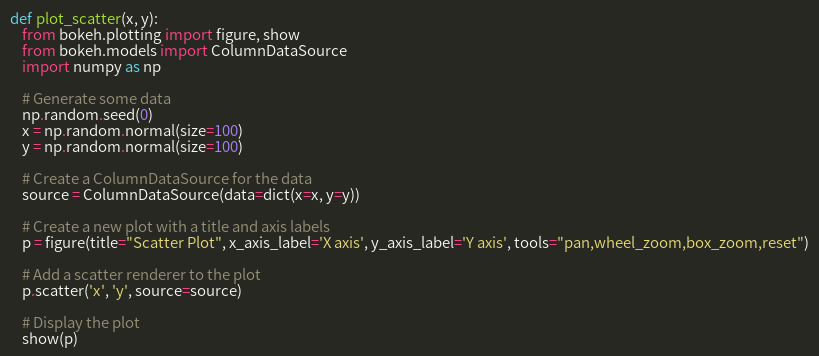 def plot_scatter(x, y):
    from bokeh.plotting import figure, show
    from bokeh.models import ColumnDataSource
    import numpy as np

    # Generate some data
    np.random.seed(0)
    x = np.random.normal(size=100)
    y = np.random.normal(size=100)

    # Create a ColumnDataSource for the data
    source = ColumnDataSource(data=dict(x=x, y=y))

    # Create a new plot with a title and axis labels
    p = figure(title="Scatter Plot", x_axis_label='X axis', y_axis_label='Y axis', tools="pan,wheel_zoom,box_zoom,reset")

    # Add a scatter renderer to the plot
    p.scatter('x', 'y', source=source)

    # Display the plot
    show(p)